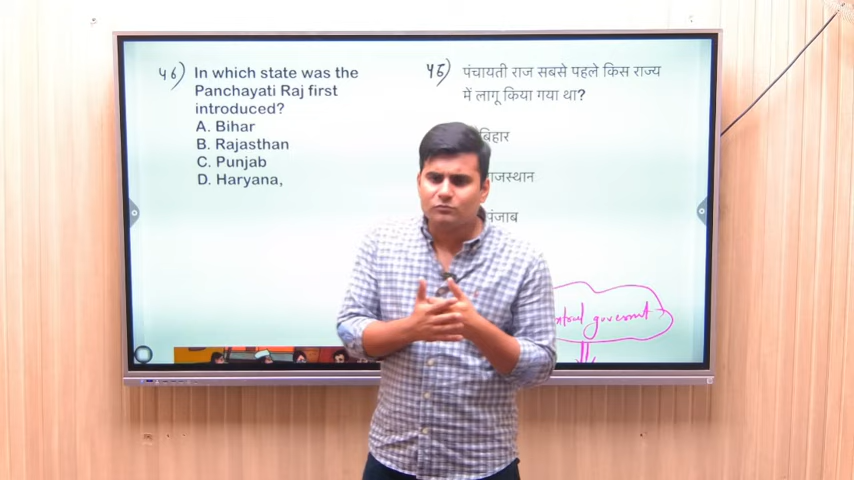 46) In which state was the
Panchayati Raj first
introduced?
A. Bihar
B. Rajasthan
C. Punjab
D. Haryana,
46) पंचायती राज सबसे पहले किस राज्य
में लागू किया गया था?
बिहार
राजस्थान
पंजाब